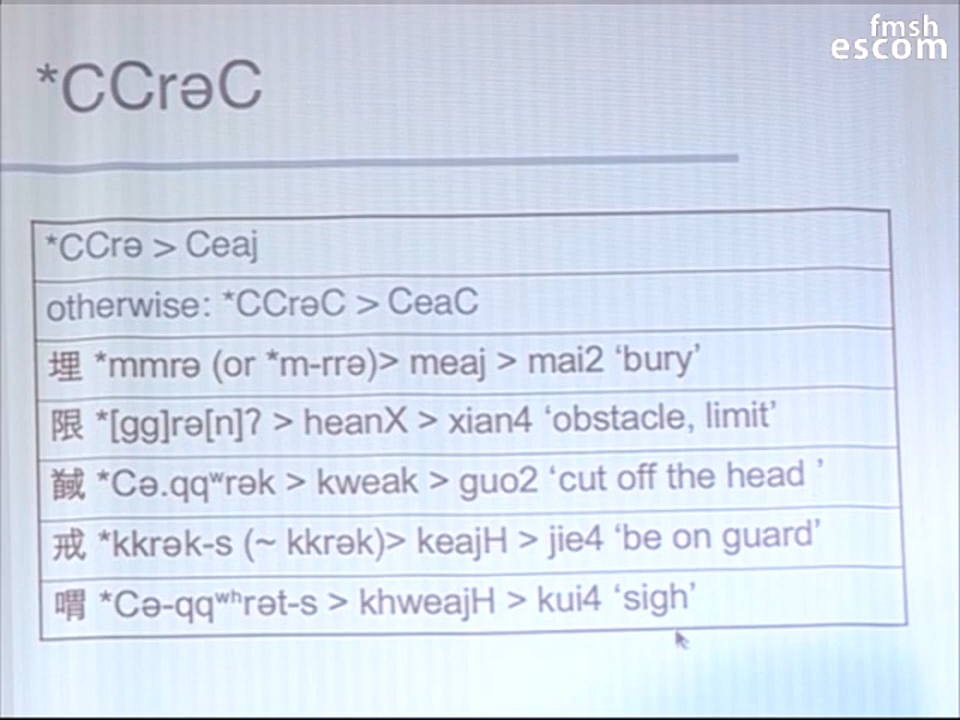 fmsh
escom
*CCrəC
*CCrə > Ceaj
otherwise: *CCrəC > CeaC
埋 *mmrə (or *m-rrə)> meaj > mai2 ‘bury’
限 *[gg]rə[n]? > heanX > xian4 ‘obstacle, limit’
馘 *Cə.qqʷrək > kweak > guo2 ‘cut off the head ’
戒 *kkrək-s (~ kkrək)> keajH > jie4 ‘be on guard’
喟 *Cə-qqʷʰrət-s > khweajH > kui4 ‘sigh’